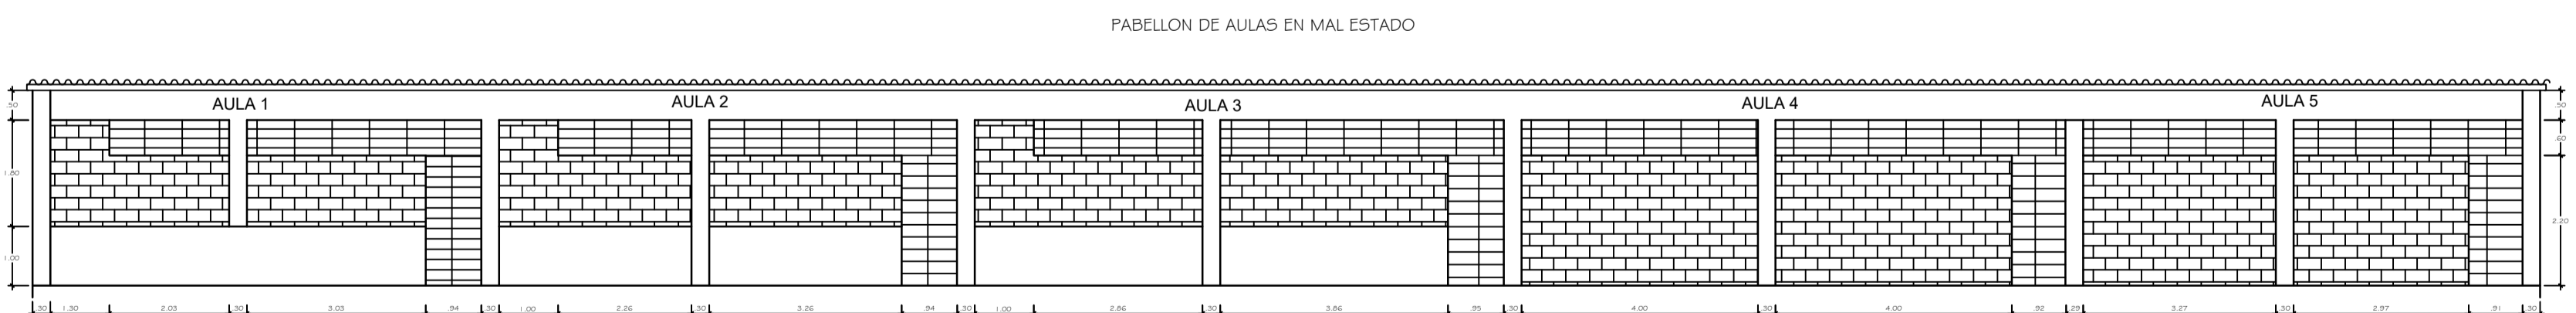 PABELLON DE AULAS EN MAL ESTADO
AULA 1
AULA 2
AULA 3
AULA 4
AULA 5
.50
1.80
1.00
.50
.60
2.20
.30 1.30 2.03 .30 3.03 .94 .30 1.00 2.26 .30 3.26 .94 .30 1.00 2.86 .30 3.86 .95 .30 4.00 .30 4.00 .92 .29 3.27 .30 2.97 .91 .30